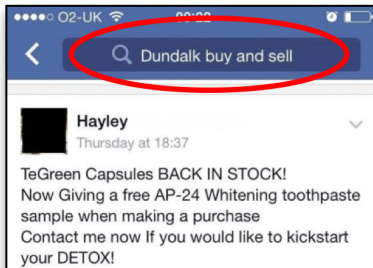 O2-UK
Dundalk buy and sell
Hayley
Thursday at 18:37
TeGreen Capsules BACK IN STOCK!
Now Giving a free AP-24 Whitening toothpaste
sample when making a purchase
Contact me now If you would like to kickstart
your DETOX!